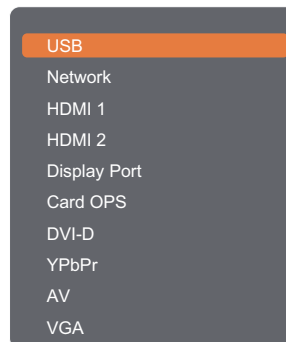 USB
Network
HDMI 1
HDMI 2
Display Port
Card OPS
DVI-D
YPbPr
AV
VGA